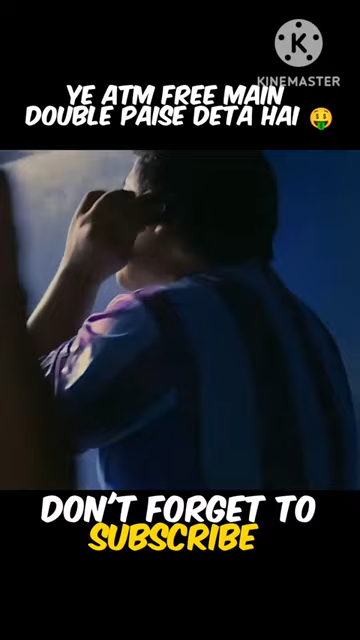 KINEMASTER
YE ATM FREE MAIN
DOUBLE PAISE DETA HAI 🤑
DON'T FORGET TO
SUBSCRIBE